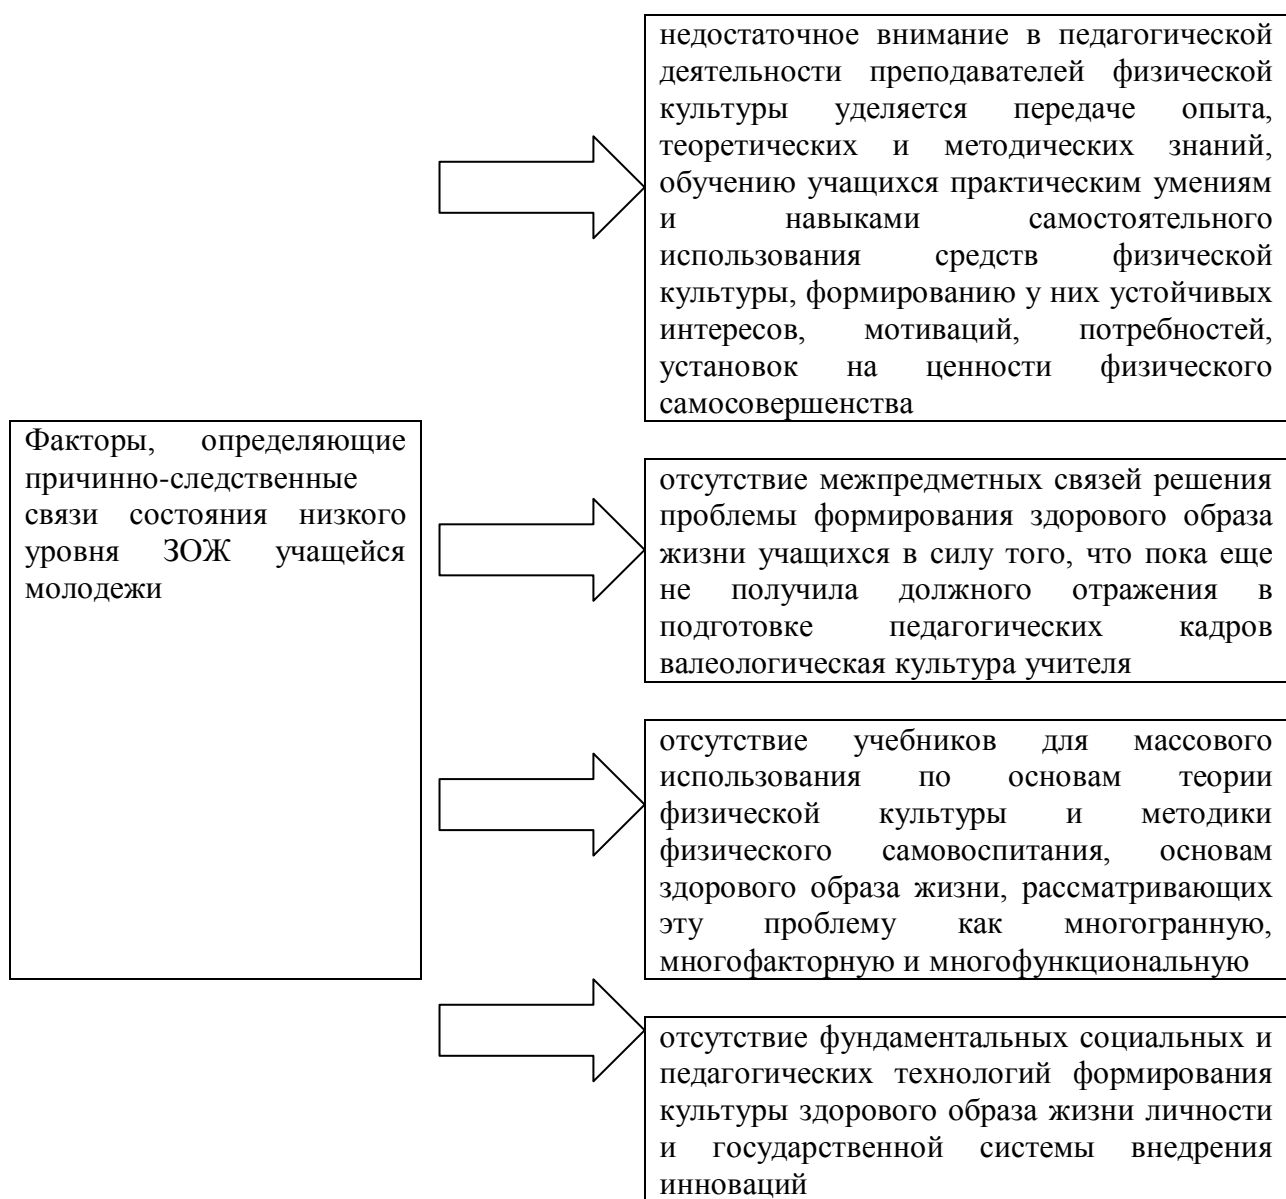 недостаточное внимание в педагогической
деятельности преподавателей физической
культуры уделяется передаче опыта,
теоретических и методических знаний,
обучению учащихся практическим умениям
и навыками самостоятельного
использования средств физической
культуры, формированию у них устойчивых
интересов, мотиваций, потребностей,
установок на ценности физического
самосовершенства
Факторы, определяющие
причинно-следственные
связи состояния низкого
уровня ЗОЖ учащейся
молодежи
отсутствие межпредметных связей решения
проблемы формирования здорового образа
жизни учащихся в силу того, что пока еще
не получила должного отражения в
подготовке педагогических кадров
валеологическая культура учителя
отсутствие учебников для массового
использования по основам теории
физической культуры и методики
физического самовоспитания, основам
здорового образа жизни, рассматривающих
эту проблему как многогранную,
многофакторную и многофункциональную
отсутствие фундаментальных социальных и
педагогических технологий формирования
культуры здорового образа жизни личности
и государственной системы внедрения
инноваций